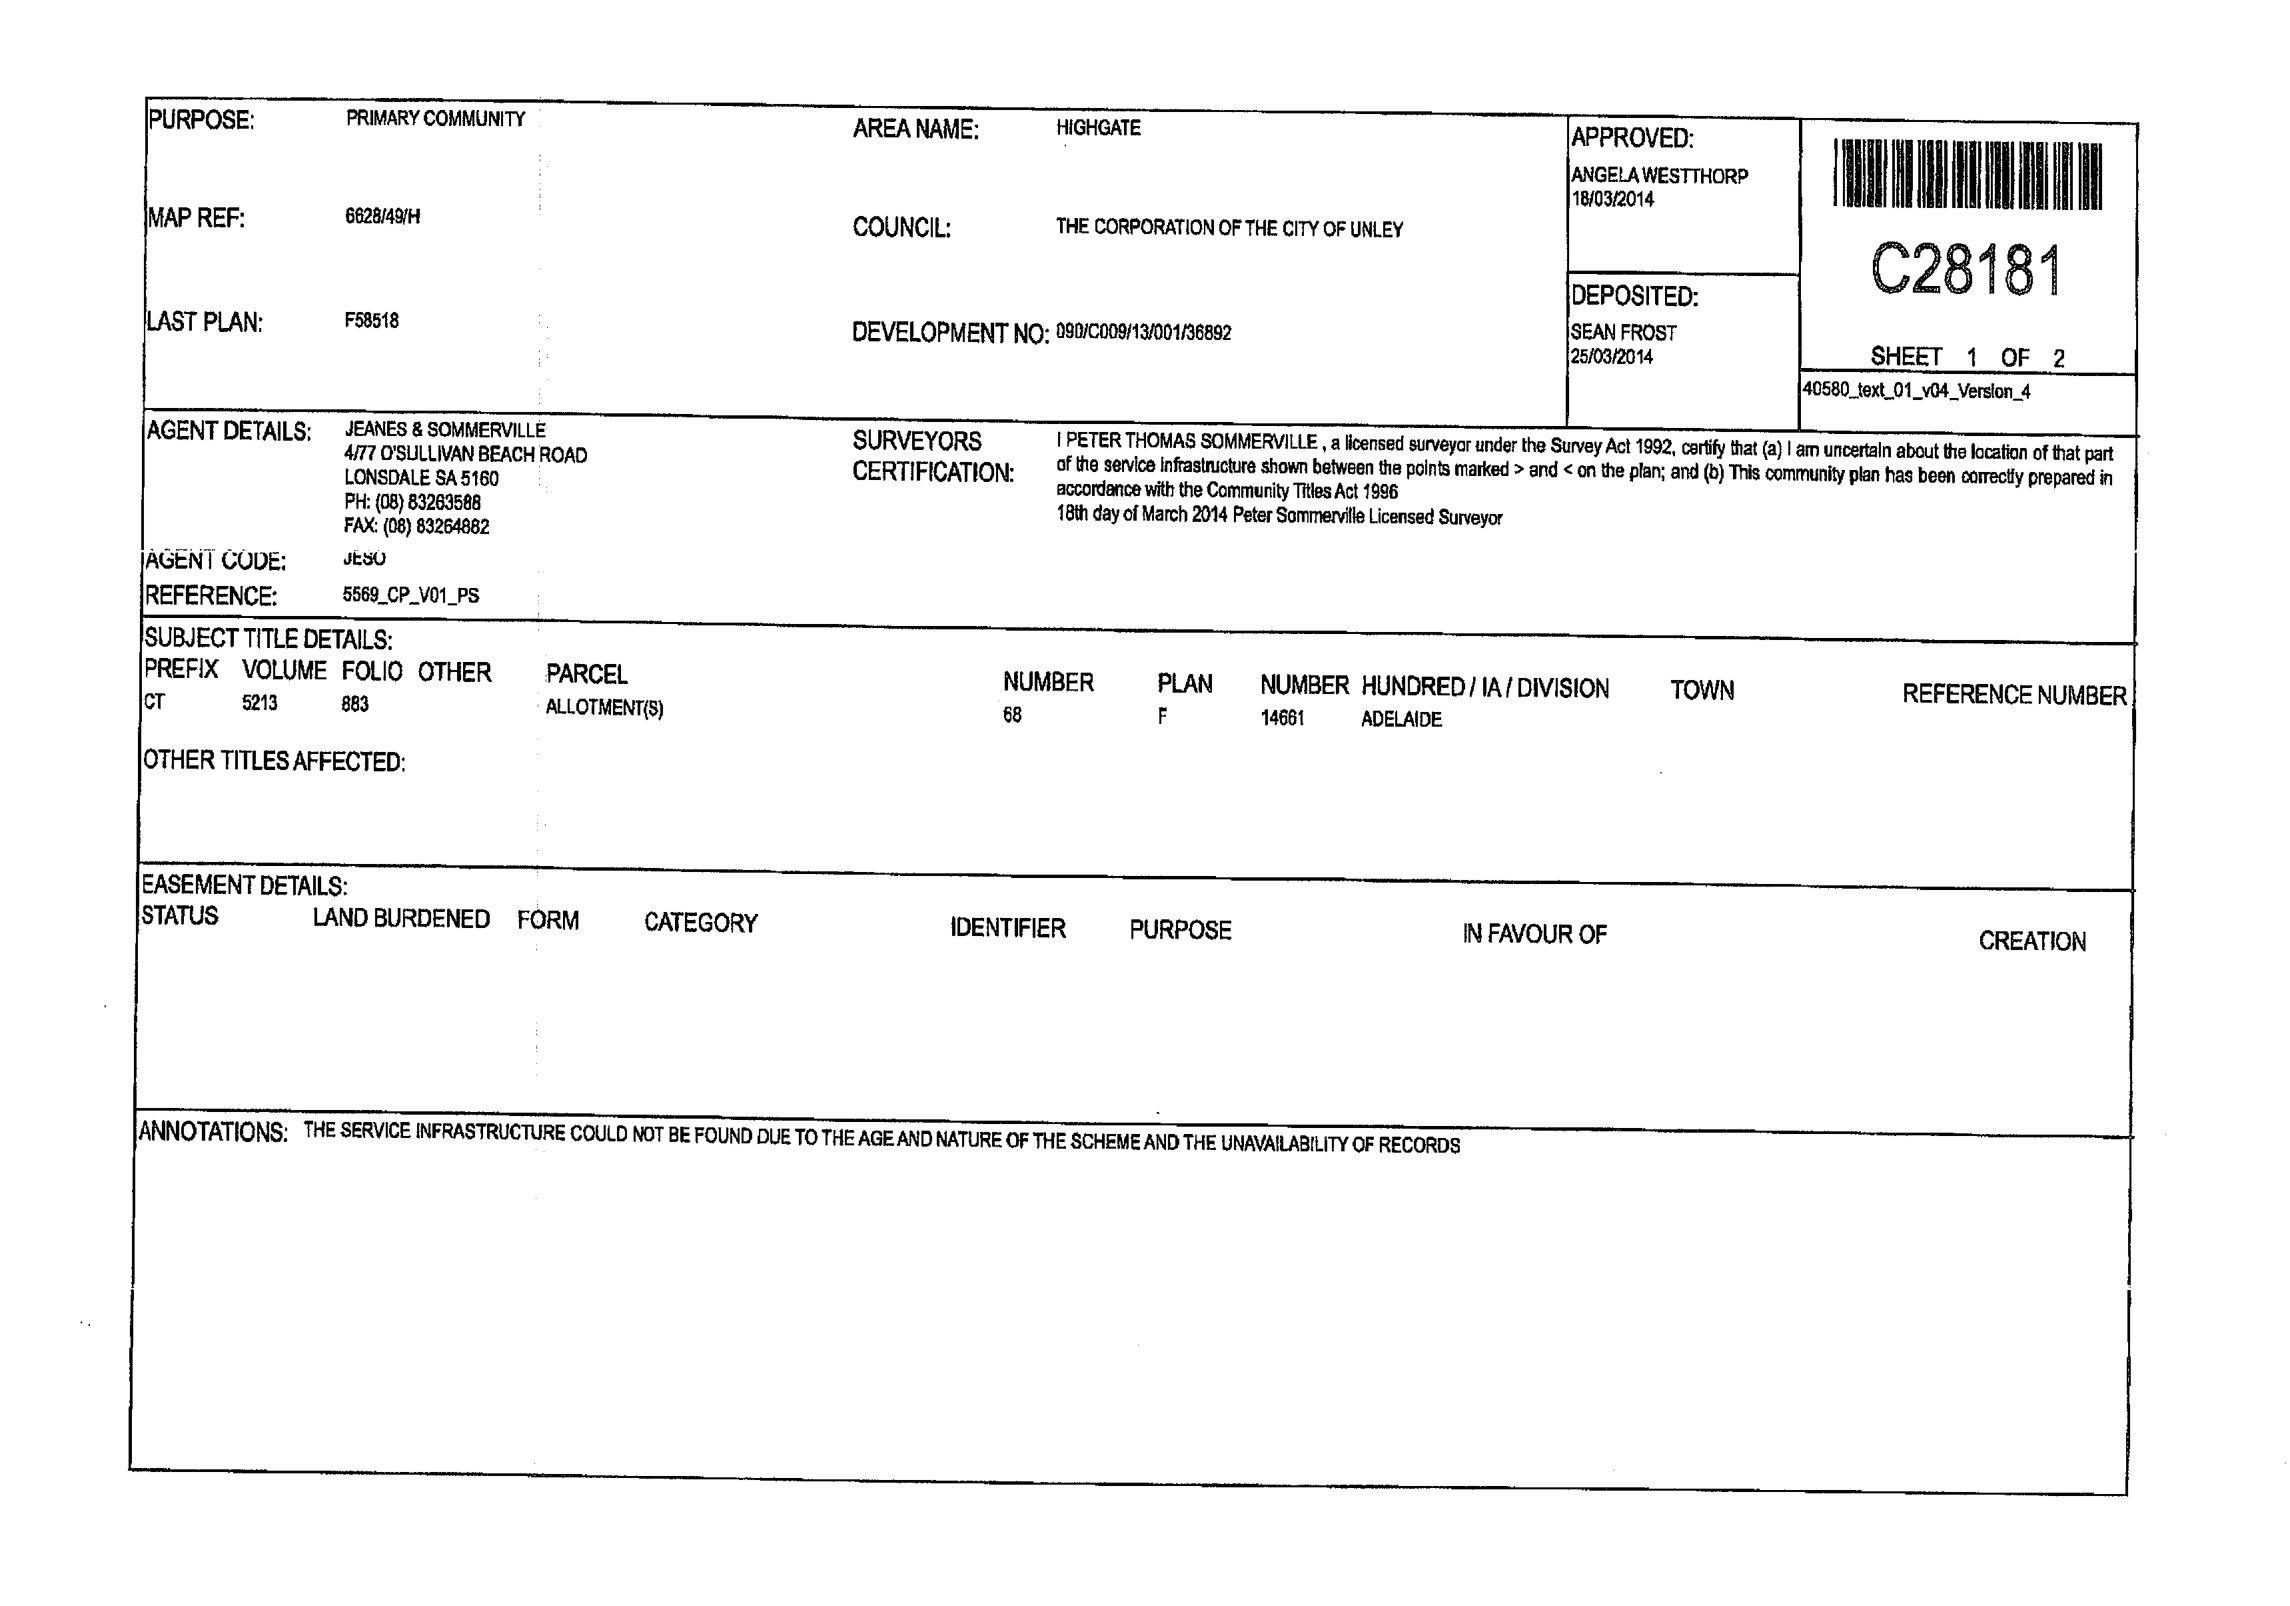 PURPOSE: PRIMARY COMMUNITY AREA NAME: HIGHGATE APPROVED:
ANGELA WESTTHORP
18/03/2014
MAP REF: 6628/49/H COUNCIL: THE CORPORATION OF THE CITY OF UNLEY
C28181
DEPOSITED:
LAST PLAN: F58518 DEVELOPMENT NO: 090/C009/13/001/36892 SEAN FROST
25/03/2014 SHEET 1 OF 2
40580_text_01_v04_Version_4
AGENT DETAILS: JEANES & SOMMERVILLE
4/77 O'SULLIVAN BEACH ROAD
LONSDALE SA 5160
PH: (08) 83263588
FAX: (08) 83264882
SURVEYORS CERTIFICATION: I PETER THOMAS SOMMERVILLE , a licensed surveyor under the Survey Act 1992, certify that (a) I am uncertain about the location of that part
of the service infrastructure shown between the points marked > and < on the plan; and (b) This community plan has been correctly prepared in
accordance with the Community Titles Act 1996
18th day of March 2014 Peter Sommerville Licensed Surveyor
AGENT CODE: JESO
REFERENCE: 5569_CP_V01_PS
SUBJECT TITLE DETAILS:
PREFIX VOLUME FOLIO OTHER PARCEL NUMBER PLAN NUMBER HUNDRED / IA / DIVISION TOWN REFERENCE NUMBER
CT 5213 883 ALLOTMENT(S) 68 F 14661 ADELAIDE
OTHER TITLES AFFECTED:
EASEMENT DETAILS:
STATUS LAND BURDENED FORM CATEGORY IDENTIFIER PURPOSE IN FAVOUR OF CREATION
ANNOTATIONS: THE SERVICE INFRASTRUCTURE COULD NOT BE FOUND DUE TO THE AGE AND NATURE OF THE SCHEME AND THE UNAVAILABILITY OF RECORDS